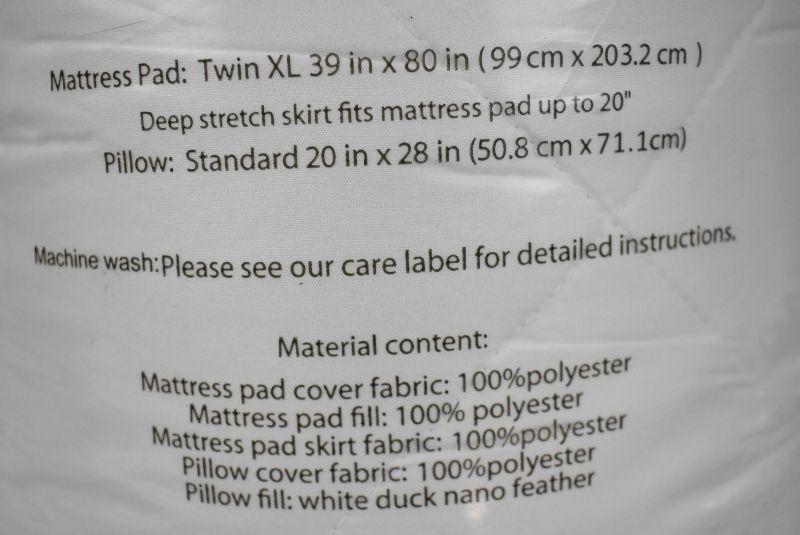 Mattress Pad: Twin XL 39 in x 80 in (99 cm x 203.2 cm )
Deep stretch skirt fits mattress pad up to 20"
Pillow: Standard 20 in x 28 in (50.8 cm x 71.1cm)
Machine wash:Please see our care label for detailed instructions.
Material content:
Mattress pad cover fabric: 100%polyester
Mattress pad fill: 100% polyester
Mattress pad skirt fabric: 100%polyester
Pillow cover fabric: 100%polyester
Pillow fill: white duck nano feather